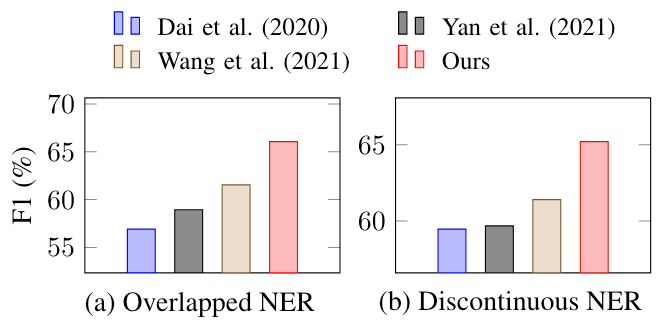 Dai et al. (2020) Yan et al. (2021)
Wang et al. (2021) Ours
F1 (%)
70
65
60
55
65
60
(a) Overlapped NER
(b) Discontinuous NER